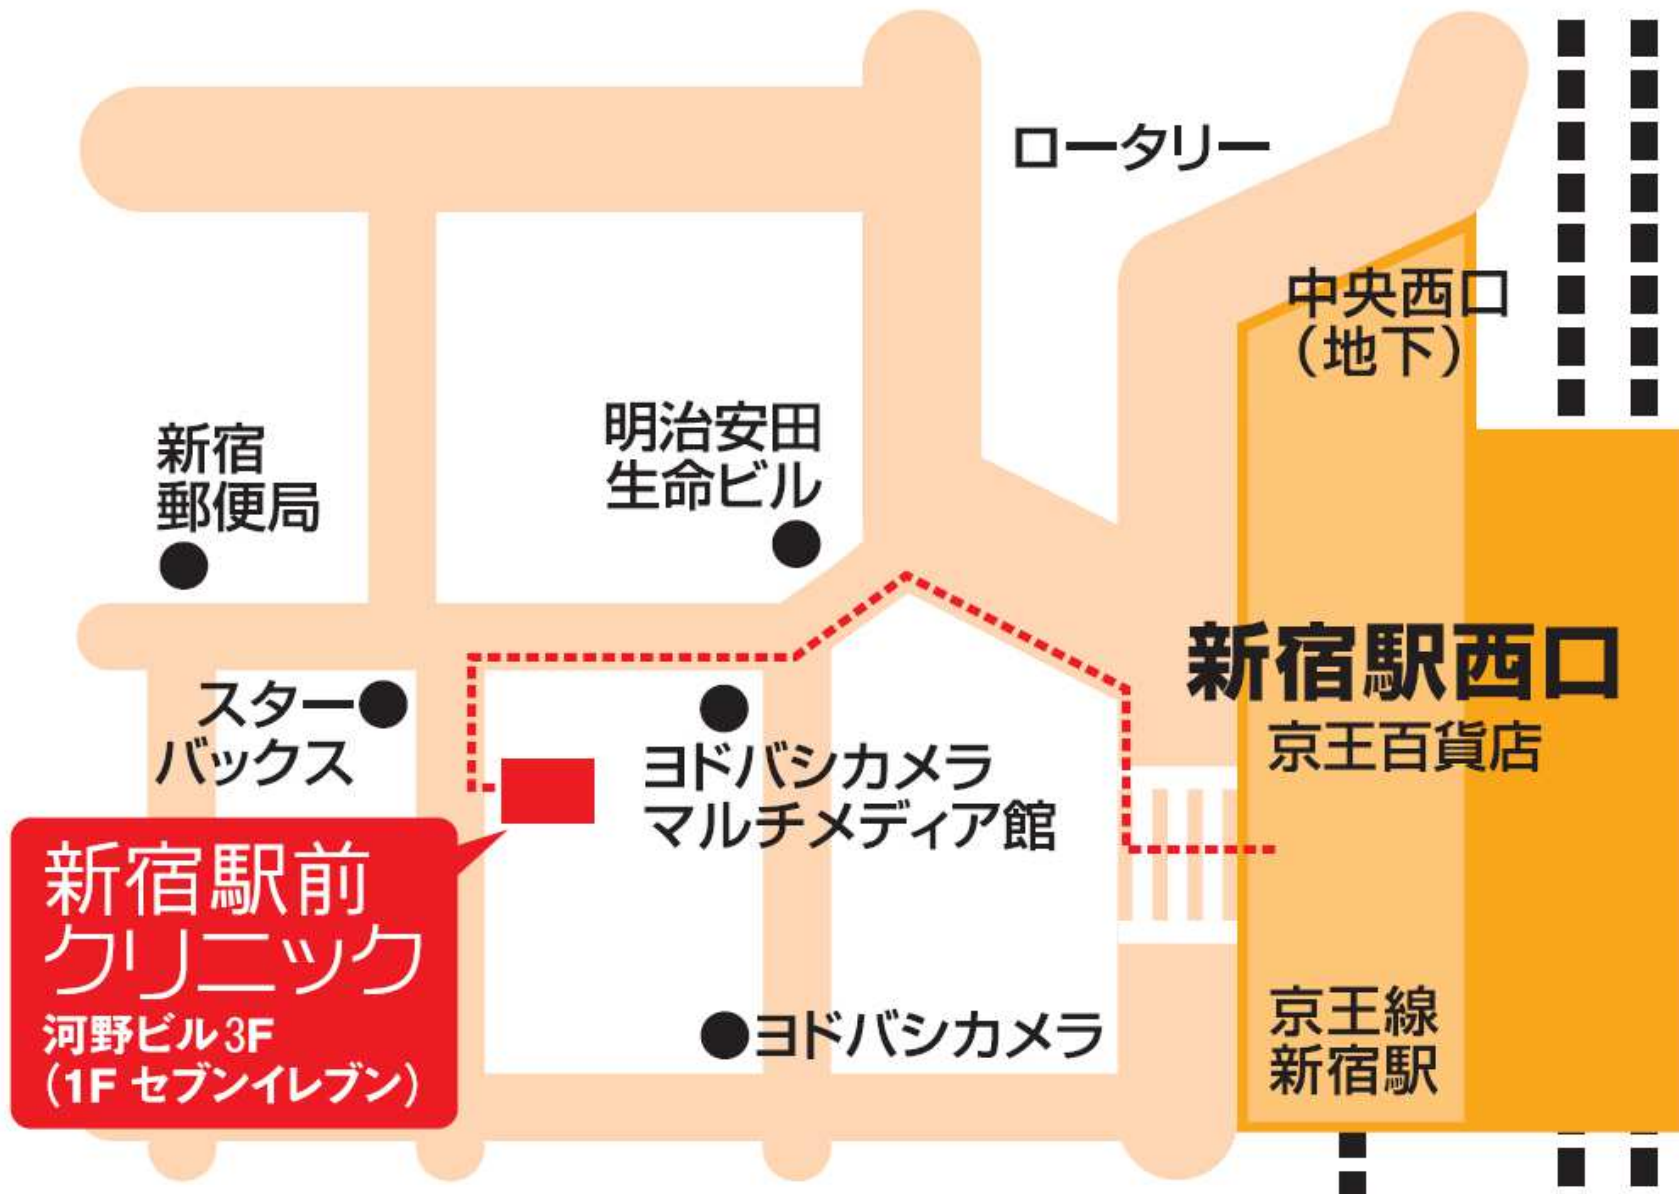 ロータリー
中央西口
（地下）
明治安田
生命ビル
新宿
郵便局
新宿駅西口
京王百貨店
スター
バックス
ヨドバシカメラ
マルチメディア館
新宿駅前
クリニック
河野ビル3F
（1F セブンイレブン）
ヨドバシカメラ
京王線
新宿駅